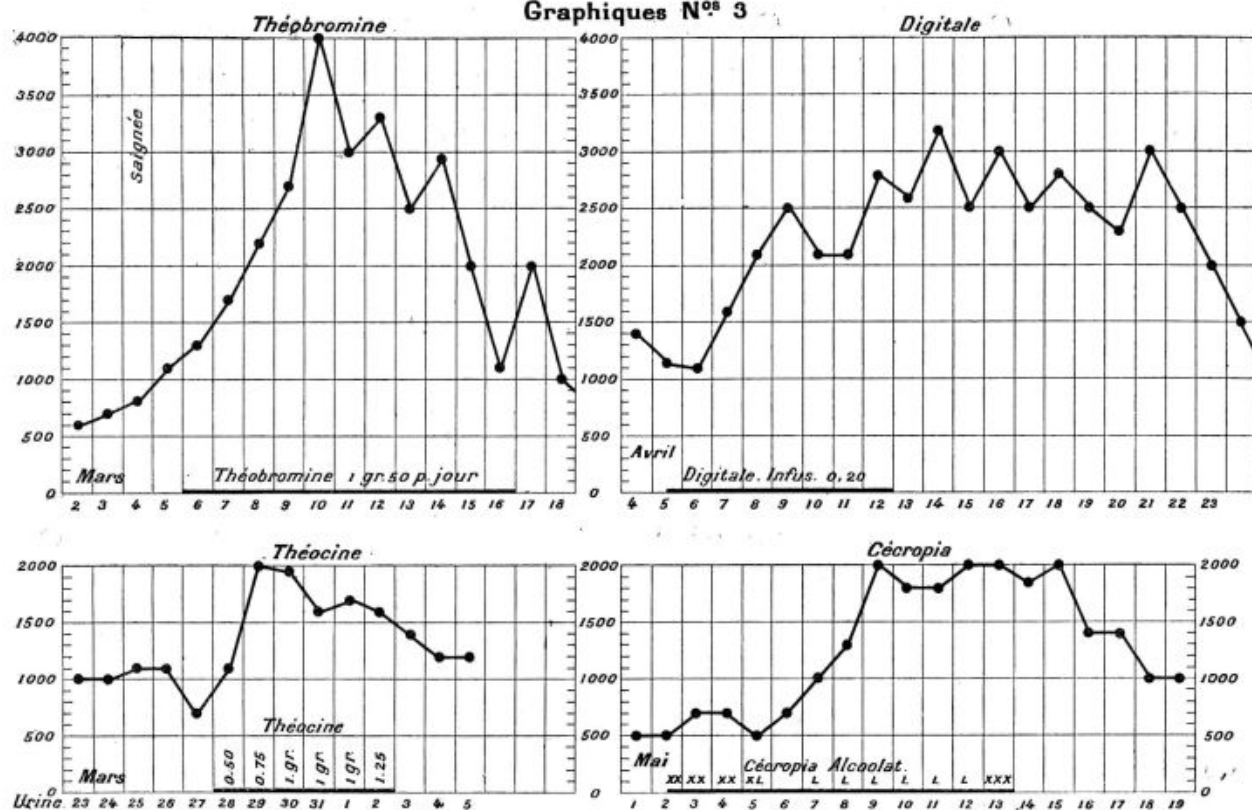 Graphiques Nos 3
Théobromine
4000
3500
3000
2500
2000
1500
1000
500
0
Saignée
Mars
Théobromine 1 gr. 50 p. jour
2 3 4 5 6 7 8 9 10 11 12 13 14 15 16 17 18
Digitale
4000
3500
3000
2500
2000
1500
1000
500
0
Avril
Digitale. Infus. 0,20
4 5 6 7 8 9 10 11 12 13 14 15 16 17 18 19 20 21 22 23
Théocine
2000
1500
1000
500
0
Théocine
0.50 0.75 1.gr. 1 gr 1 gr. 1.25
Mars
Urine 23 24 25 26 27 28 29 30 31 1 2 3 4 5
Cécropia
2000
1500
1000
500
0
2000
1500
1000
500
0
Mai
Cécropia Alcoolat.
XX XX XX XL L L L L L L XXX
1 2 3 4 5 6 7 8 9 10 11 12 13 14 15 16 17 18 19